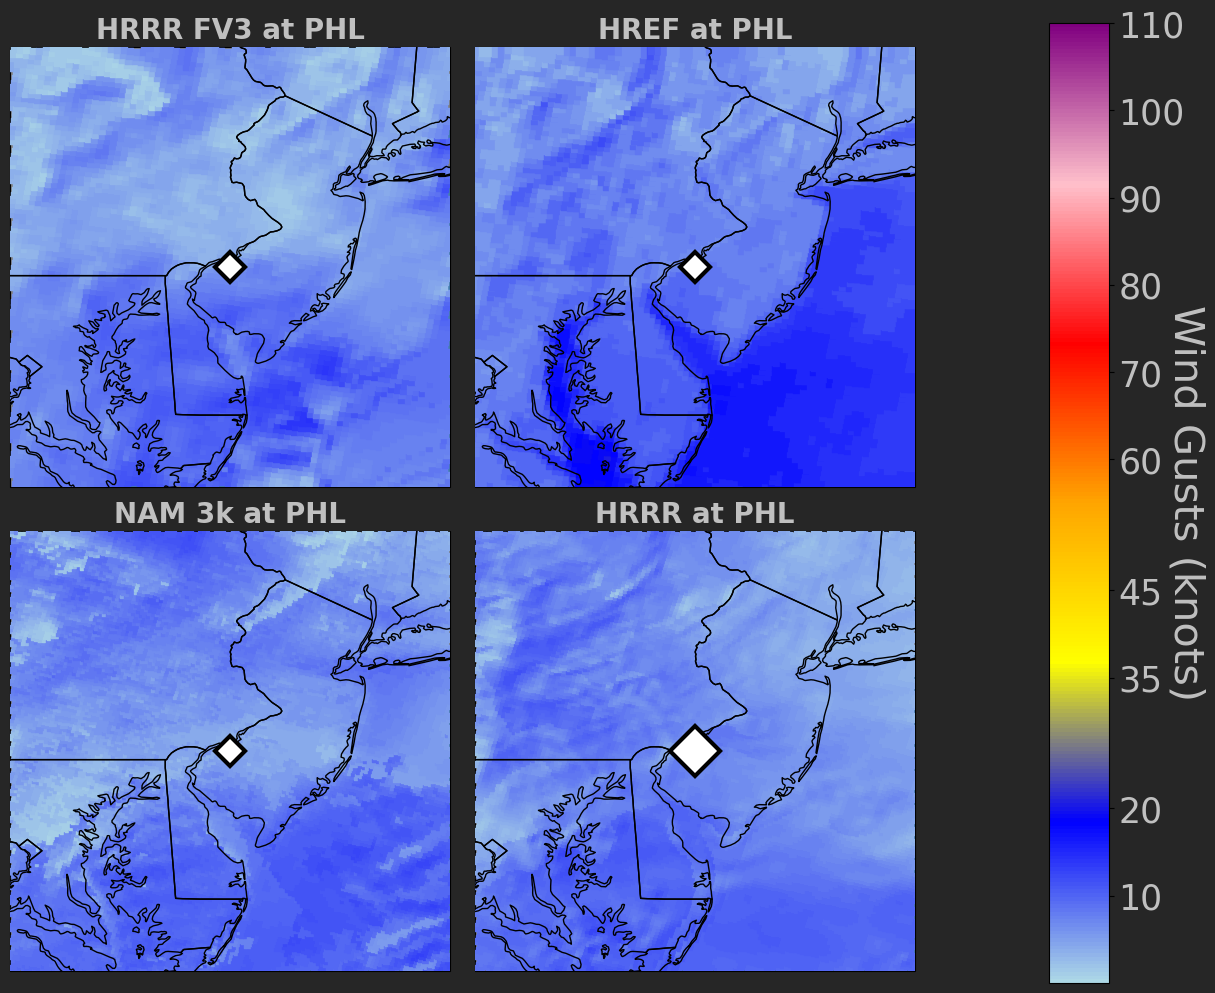 HRRR FV3 at PHL
HREF at PHL
NAM 3k at PHL
HRRR at PHL
110
100
90
80
70
60
45
35
20
10
Wind Gusts (knots)